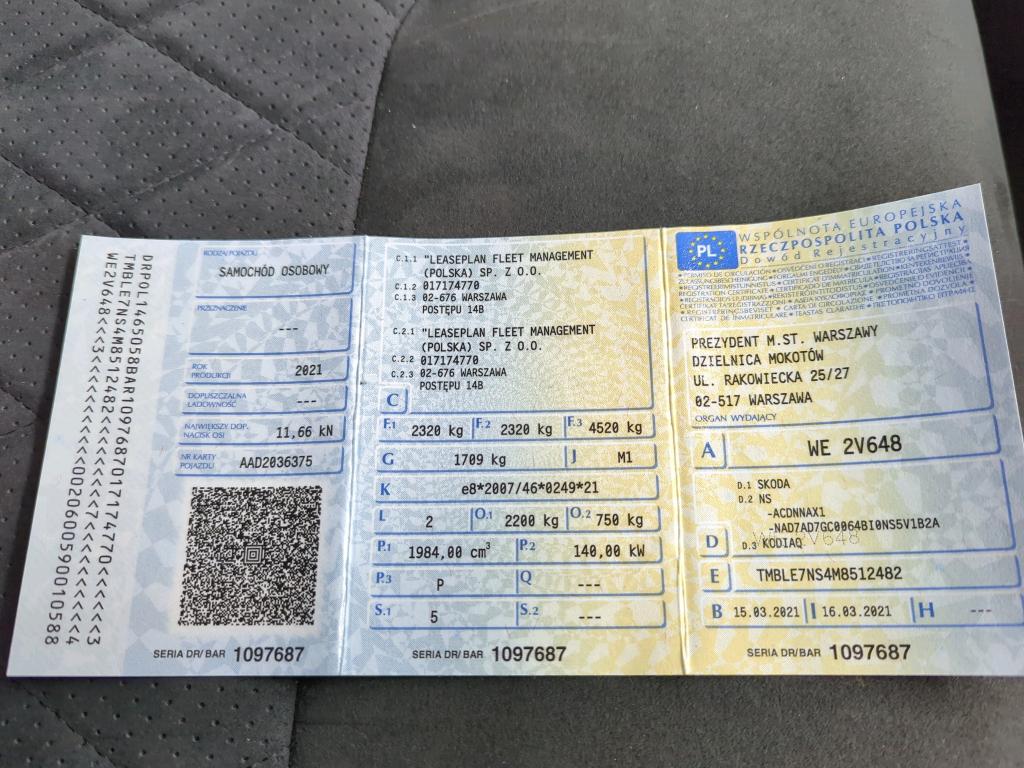 DRPOL1465058BAR1097687017174770<<<<<<<<<<3
TMBLE7NS4M8512482
WE2V648
RODZAJ POJAZDU
SAMOCHÓD OSOBOWY
PRZEZNACZENIE
---
ROK PRODUKCJI 2021
DOPUSZCZALNA ŁADOWNOŚĆ ---
NAJWIĘKSZY DOP. NACISK OSI 11,66 kN
NR KARTY POJAZDU AAD2036375
SERIA DR/BAR 1097687
C.1.1 "LEASEPLAN FLEET MANAGEMENT
(POLSKA) SP. Z O.O.
C.1.2 017174770
C.1.3 02-676 WARSZAWA
POSTĘPU 14B
C.2.1 "LEASEPLAN FLEET MANAGEMENT
(POLSKA) SP. Z O.O.
C.2.2 017174770
C.2.3 02-676 WARSZAWA
POSTĘPU 14B
C
F.1 2320 kg F.2 2320 kg F.3 4520 kg
G 1709 kg J M1
K e8*2007/46*0249*21
L 2 O.1 2200 kg O.2 750 kg
P.1 1984,00 cm³ P.2 140,00 kW
P.3 P Q ---
S.1 5 S.2 ---
SERIA DR/BAR 1097687
PL
WSPÓLNOTA EUROPEJSKA
RZECZPOSPOLITA POLSKA
Dowód Rejestracyjny
PREZYDENT M.ST. WARSZAWY
DZIELNICA MOKOTÓW
UL. RAKOWIECKA 25/27
02-517 WARSZAWA
ORGAN WYDAJĄCY
A WE 2V648
D.1 SKODA
D.2 NS
-ACDNNAX1
-NAD7AD7GC0064BI0NS5V1B2A
D D.3 KODIAQ
E TMBLE7NS4M8512482
B 15.03.2021 I 16.03.2021 H ---
SERIA DR/BAR 1097687